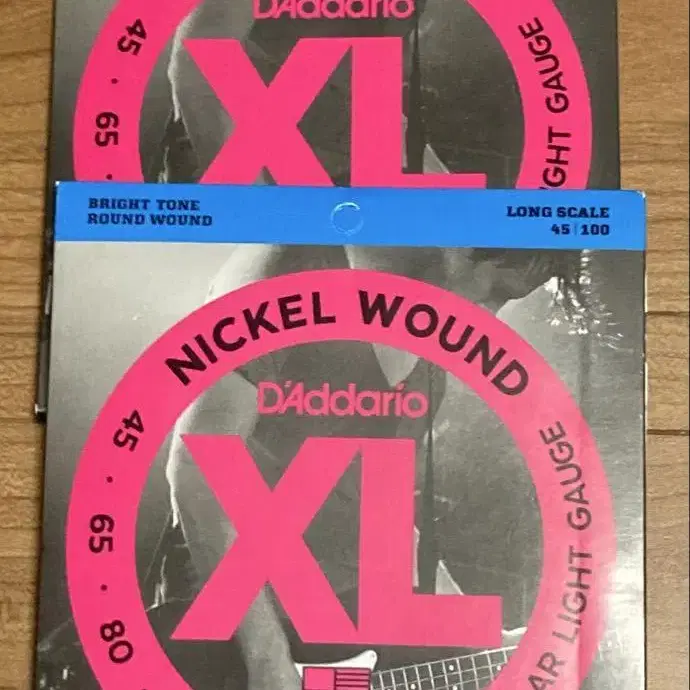 D'Addario
XL
45 · 65 ·
GHT GAUGE
BRIGHT TONE
ROUND WOUND
LONG SCALE
45 | 100
NICKEL WOUND
D'Addario
XL
45 · 65 · 80
AR LIGHT GAUGE